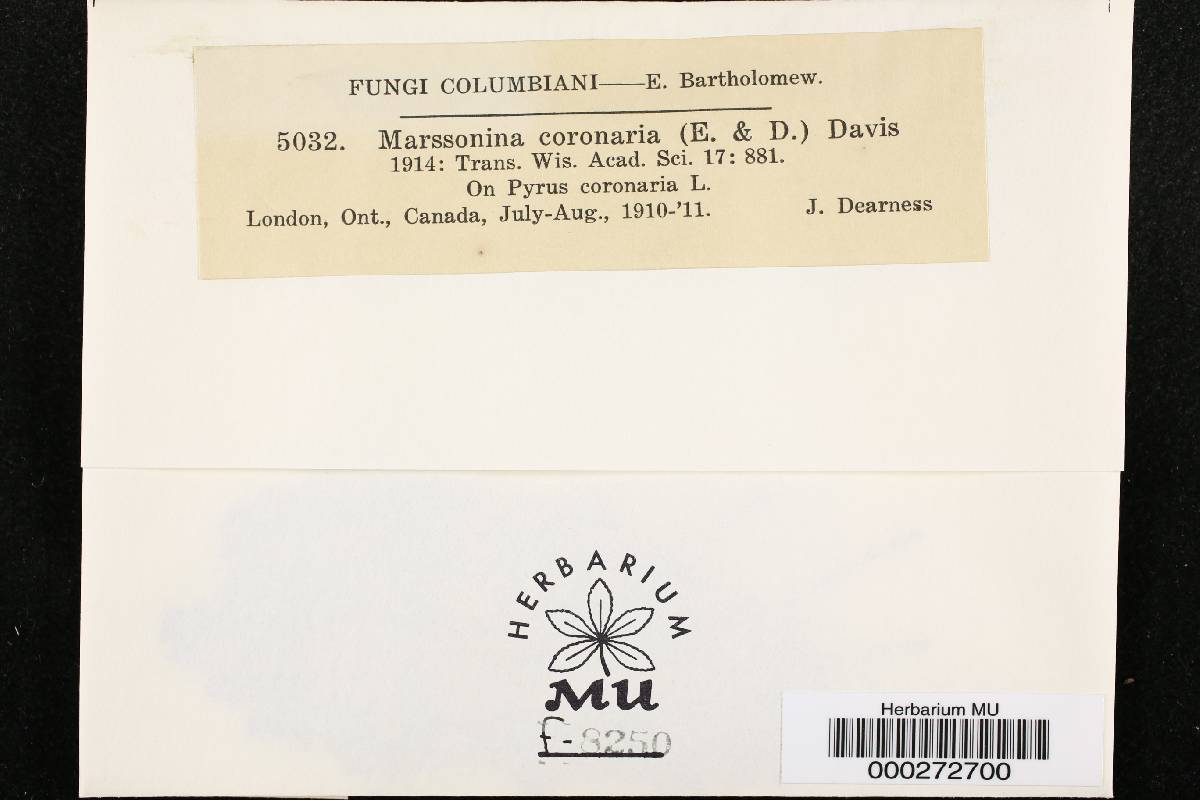 FUNGI COLUMBIANI——E. Bartholomew.
5032. Marssonina coronaria (E. & D.) Davis
1914: Trans. Wis. Acad. Sci. 17: 881.
On Pyrus coronaria L.
London, Ont., Canada, July-Aug., 1910-'11. J. Dearness
HERBARIUM
MU
F-8250
Herbarium MU
000272700